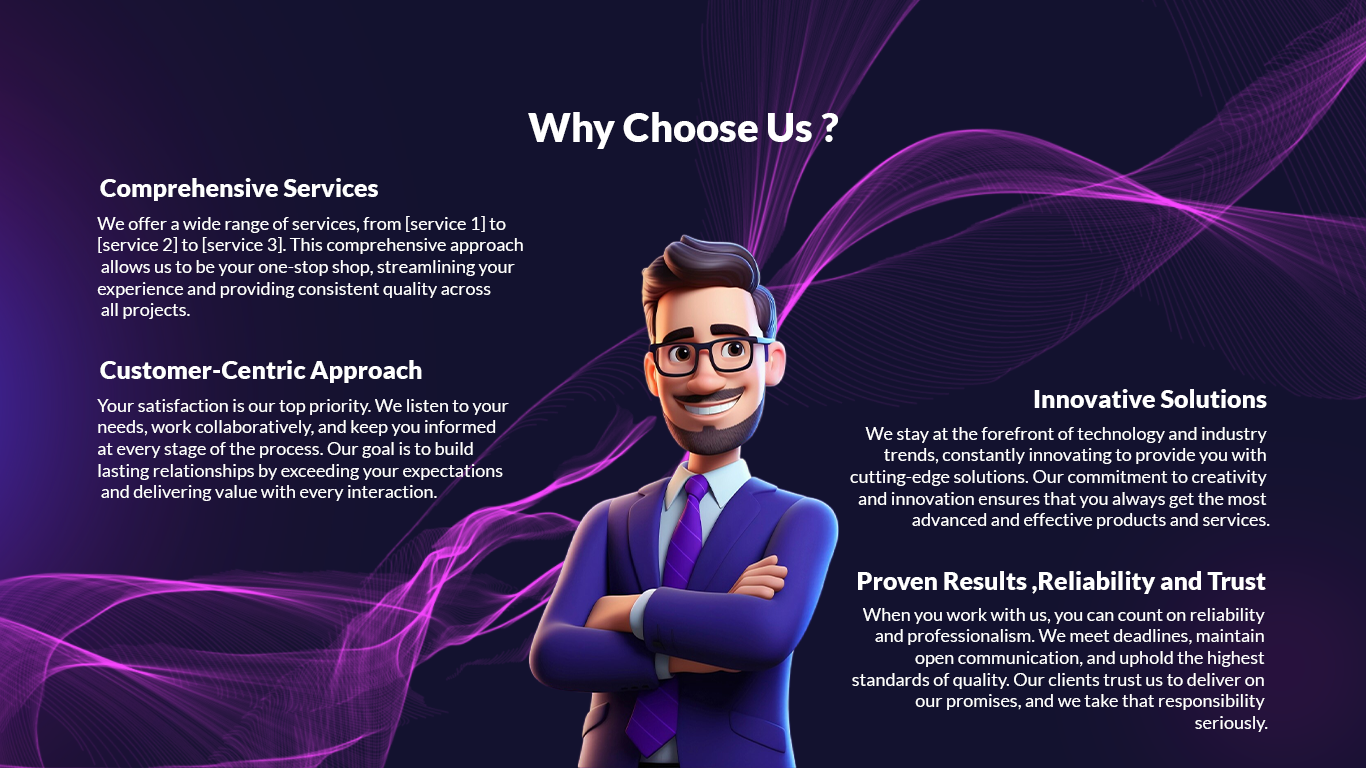 Why Choose Us ?
Comprehensive Services
We offer a wide range of services, from [service 1] to
[service 2] to [service 3]. This comprehensive approach
allows us to be your one-stop shop, streamlining your
experience and providing consistent quality across
all projects.
Customer-Centric Approach
Your satisfaction is our top priority. We listen to your
needs, work collaboratively, and keep you informed
at every stage of the process. Our goal is to build
lasting relationships by exceeding your expectations
and delivering value with every interaction.
Innovative Solutions
We stay at the forefront of technology and industry
trends, constantly innovating to provide you with
cutting-edge solutions. Our commitment to creativity
and innovation ensures that you always get the most
advanced and effective products and services.
Proven Results ,Reliability and Trust
When you work with us, you can count on reliability
and professionalism. We meet deadlines, maintain
open communication, and uphold the highest
standards of quality. Our clients trust us to deliver on
our promises, and we take that responsibility
seriously.